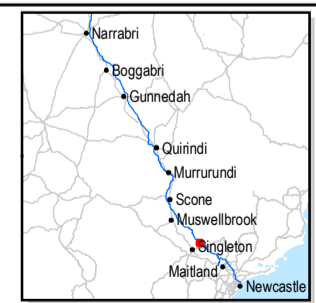 Narrabri
Boggabri
Gunnedah
Quirindi
Murrurundi
Scone
Muswellbrook
Singleton
Maitland
Newcastle